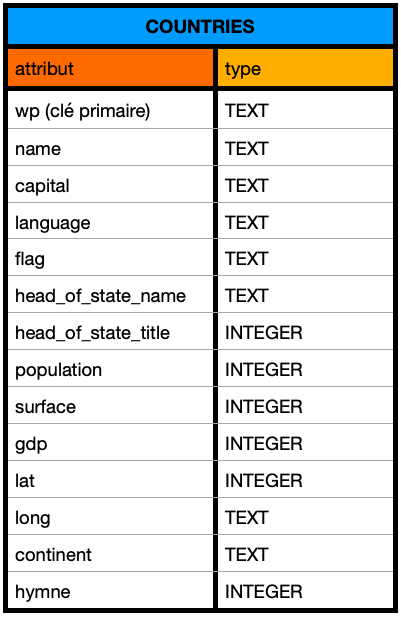 COUNTRIES
attribut type
wp (clé primaire) TEXT
name TEXT
capital TEXT
language TEXT
flag TEXT
head_of_state_name TEXT
head_of_state_title INTEGER
population INTEGER
surface INTEGER
gdp INTEGER
lat INTEGER
long TEXT
continent TEXT
hymne INTEGER